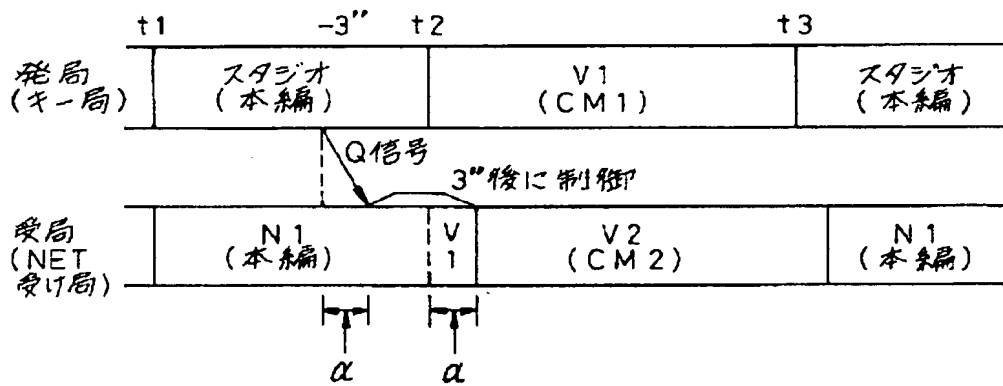 t1 -3" t2 t3
発局
(キー局)
スタジオ
(本編)
V1
(CM1)
スタジオ
(本編)
Q信号
3"後に制御
受局
(NET
受け局)
N1
(本編)
V
1
V2
(CM2)
N1
(本編)
α α